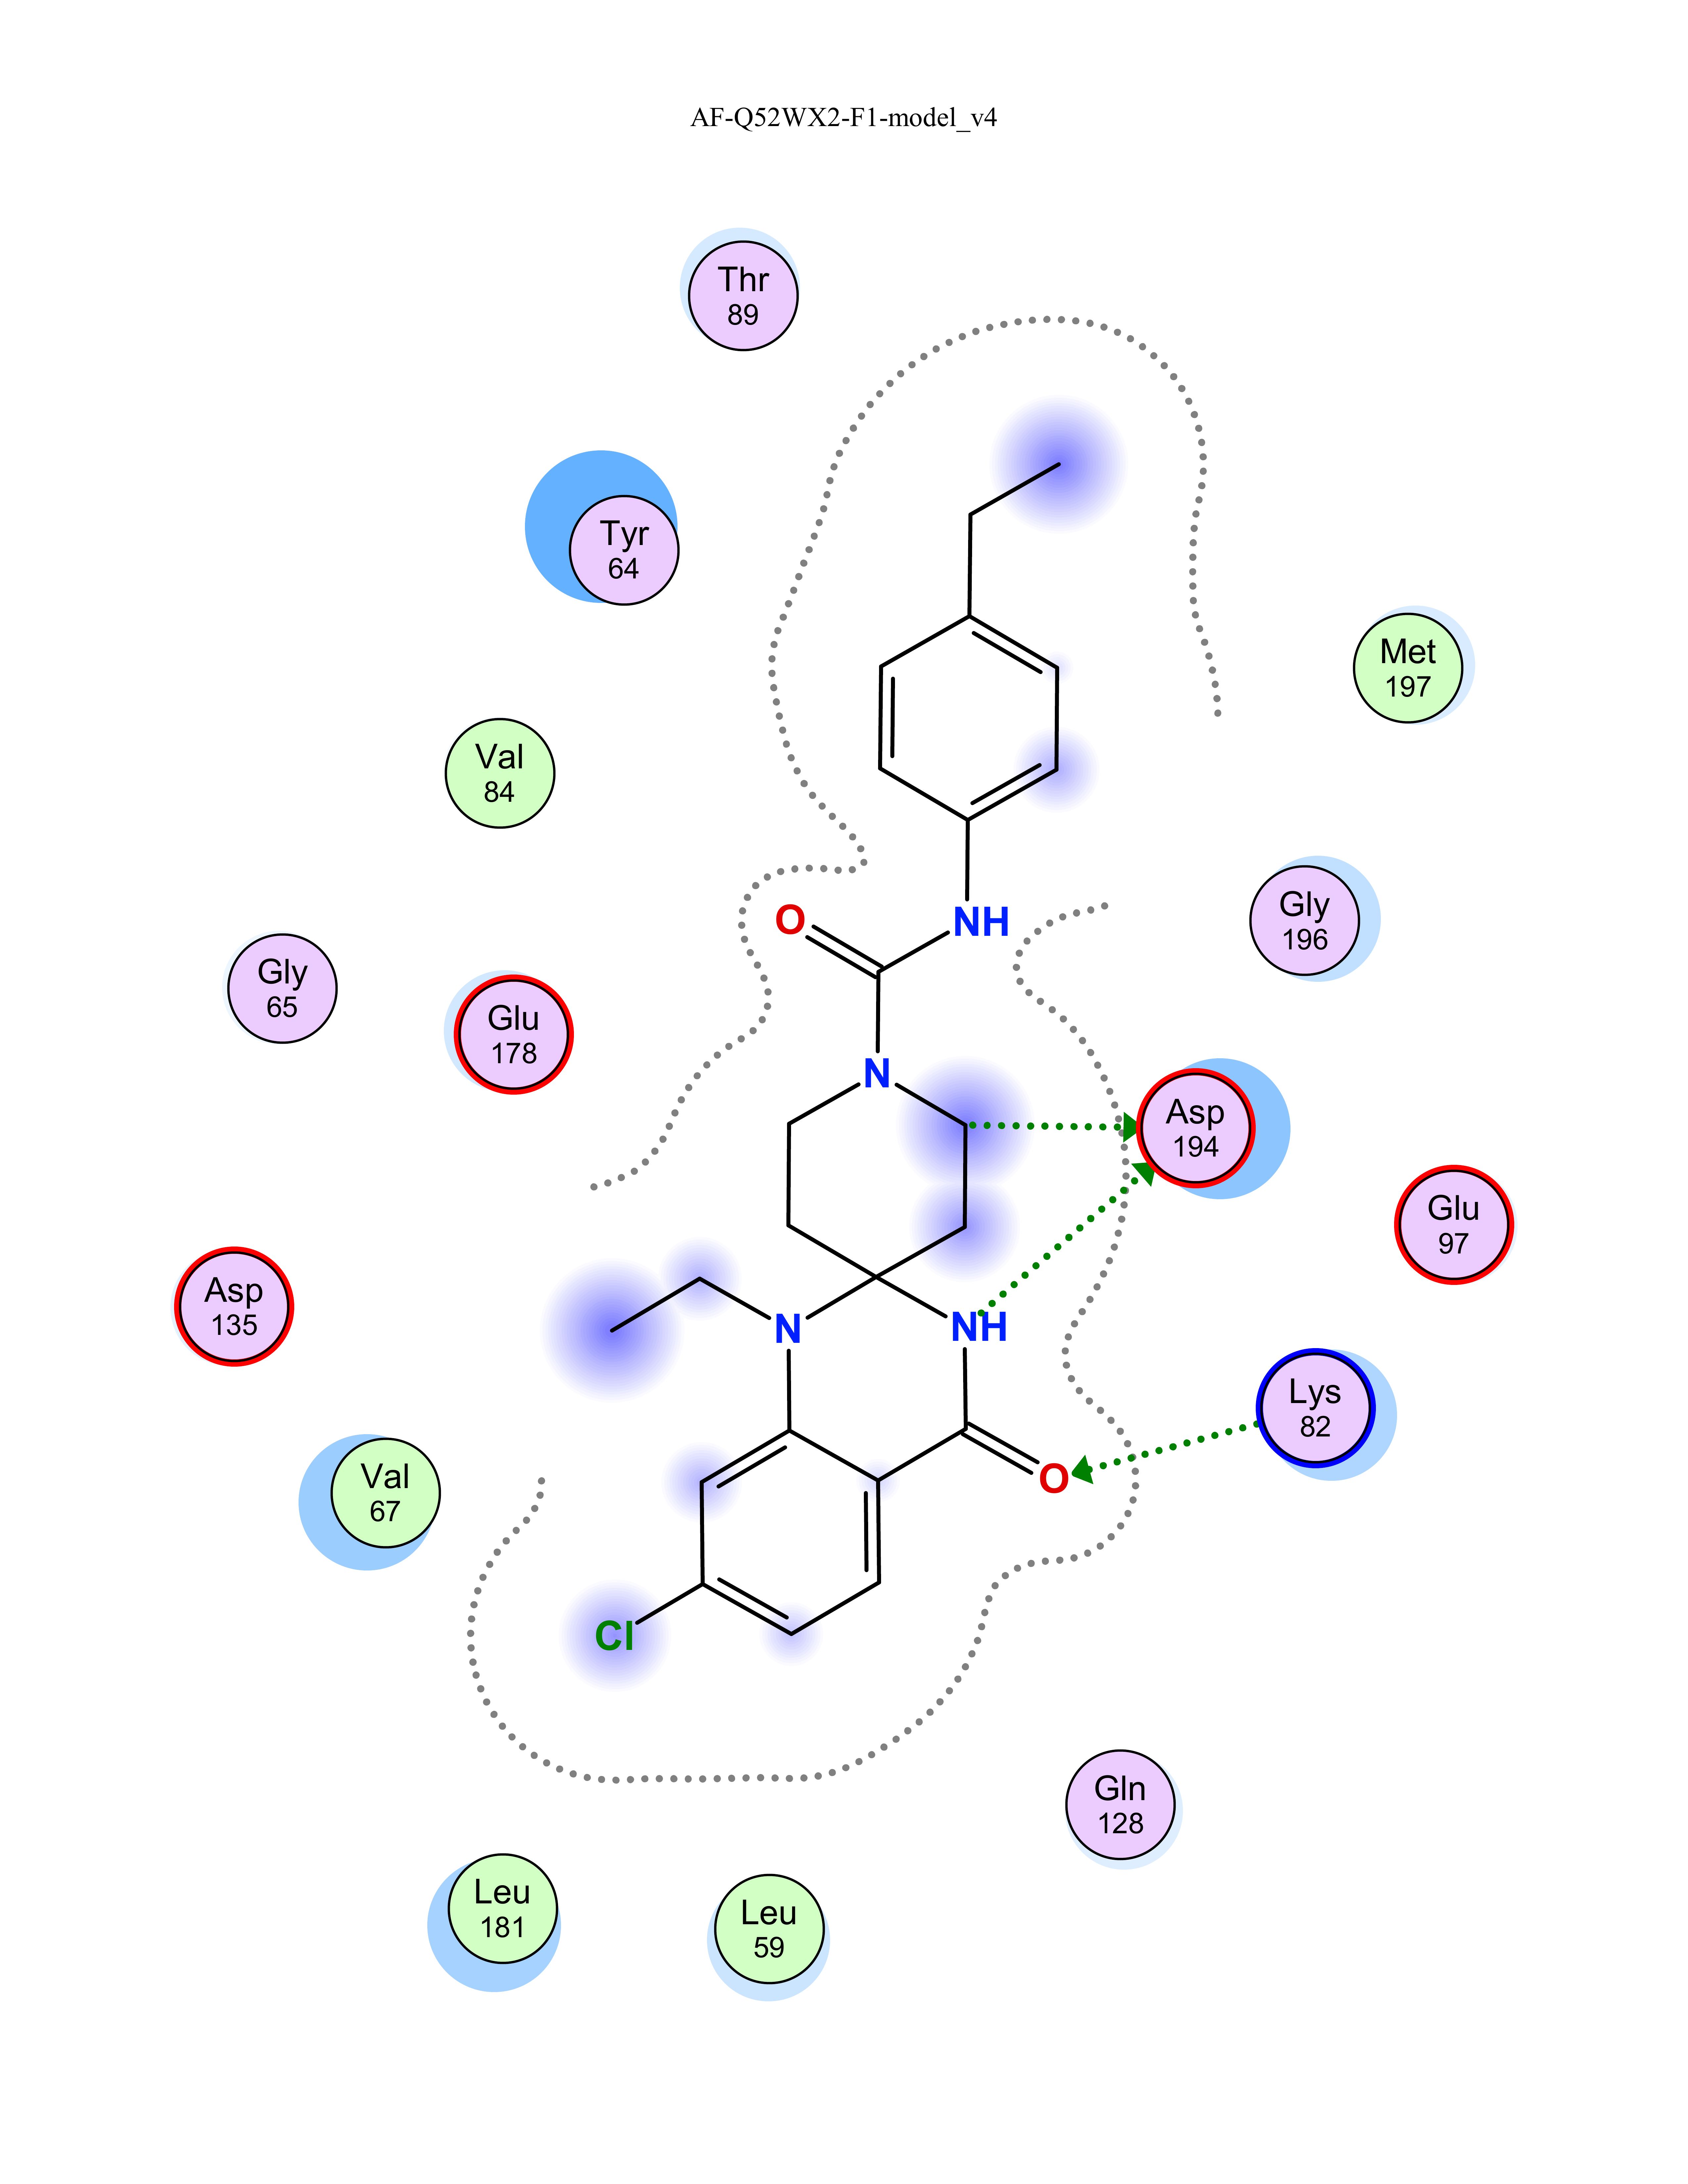 AF-Q52WX2-F1-model_v4
Thr
89
Tyr
64
Met
197
Val
84
Gly
196
O
NH
Gly
65
Glu
178
N
Asp
194
Glu
97
Asp
135
N
NH
Lys
82
Val
67
O
Cl
Gln
128
Leu
181
Leu
59